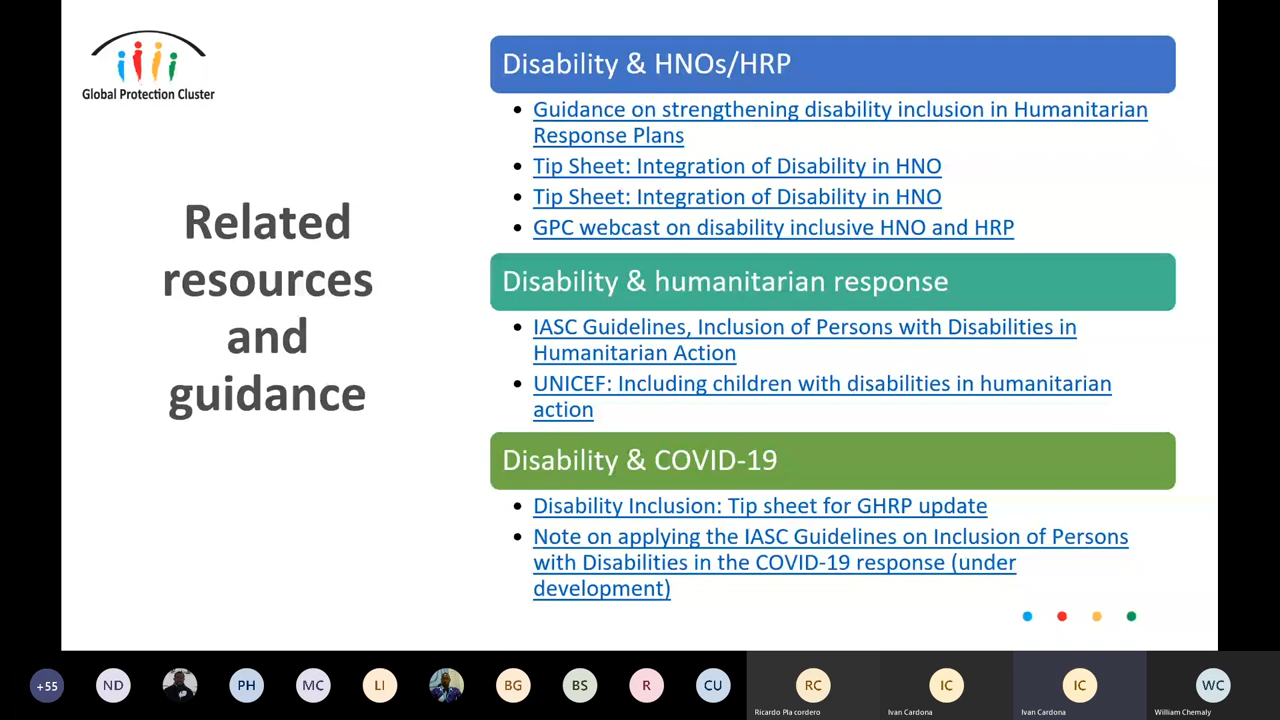 Global Protection Cluster
Related
resources
and
guidance
Disability & HNOs/HRP
• Guidance on strengthening disability inclusion in Humanitarian
Response Plans
• Tip Sheet: Integration of Disability in HNO
• Tip Sheet: Integration of Disability in HNO
• GPC webcast on disability inclusive HNO and HRP
Disability & humanitarian response
• IASC Guidelines, Inclusion of Persons with Disabilities in
Humanitarian Action
• UNICEF: Including children with disabilities in humanitarian
action
Disability & COVID-19
• Disability Inclusion: Tip sheet for GHRP update
• Note on applying the IASC Guidelines on Inclusion of Persons
with Disabilities in the COVID-19 response (under
development)
+55 ND PH MC LI BG BS R CU RC IC IC WC
Ricardo Pla cordero Ivan Cardona Ivan Cardona William Chemaly